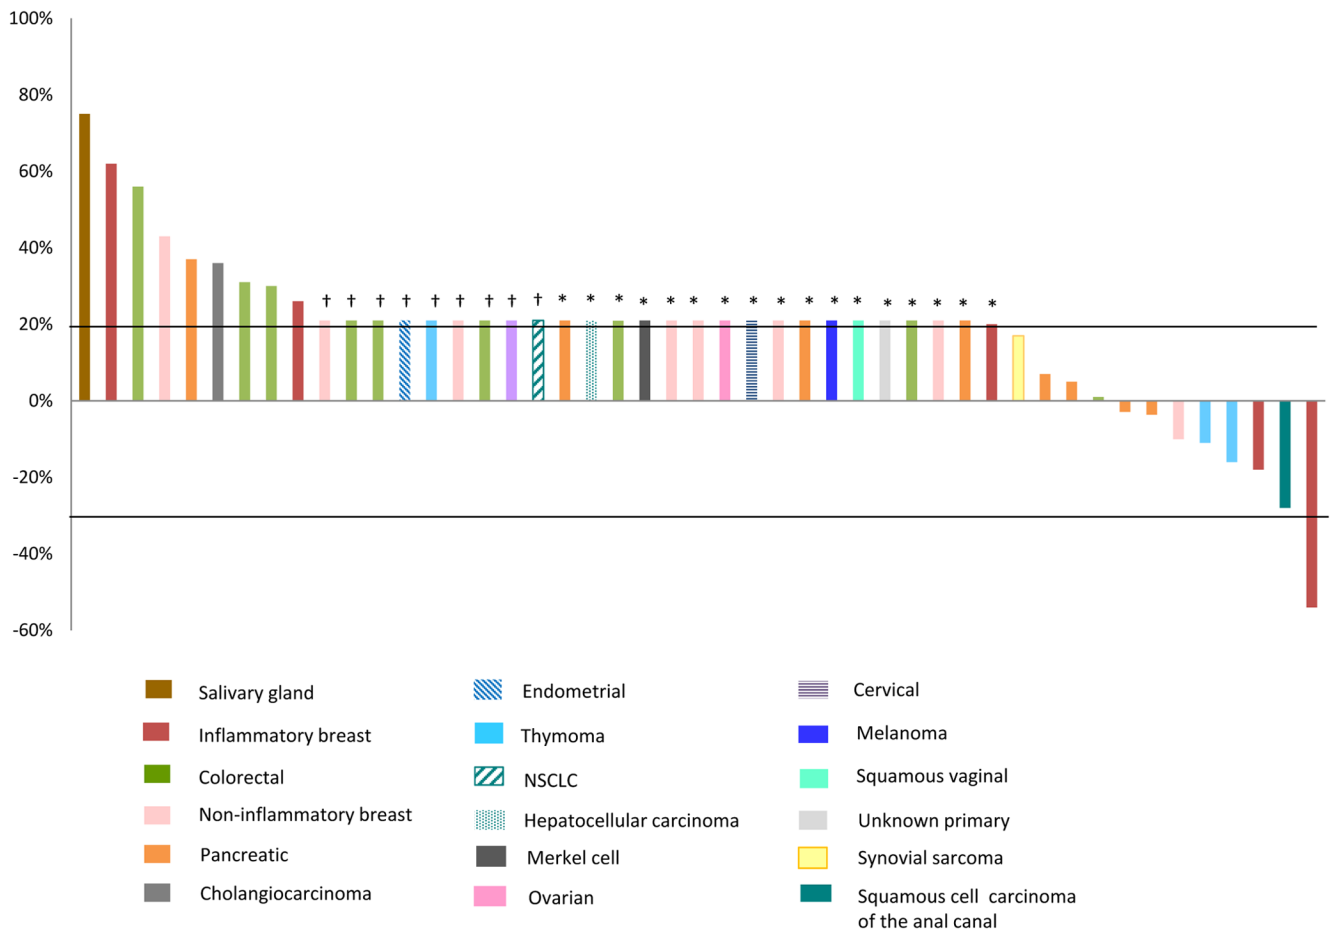 100%
80%
60%
40%
† † † † † † † † † * * * * * * * * * * * * * * * * *
20%
0%
-20%
-40%
-60%
Salivary gland
Inflammatory breast
Colorectal
Non-inflammatory breast
Pancreatic
Cholangiocarcinoma
Endometrial
Thymoma
NSCLC
Hepatocellular carcinoma
Merkel cell
Ovarian
Cervical
Melanoma
Squamous vaginal
Unknown primary
Synovial sarcoma
Squamous cell carcinoma
of the anal canal